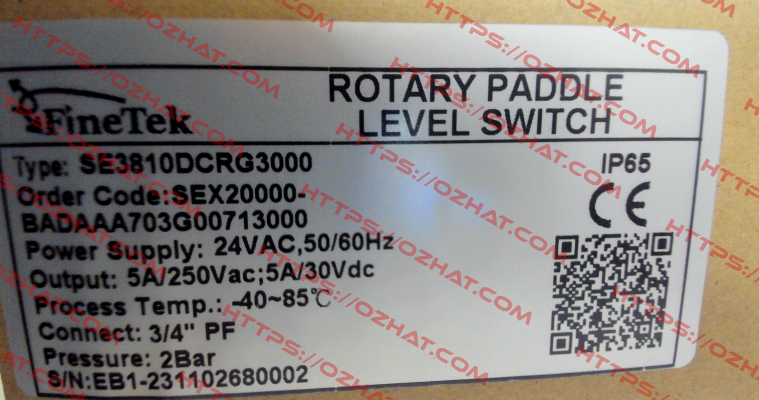 FineTek
ROTARY PADDLE
LEVEL SWITCH
Type: SE3810DCRG3000
IP65
Order Code:SEX20000-
BADAAA703G00713000
CE
Power Supply: 24VAC,50/60Hz
Output: 5A/250Vac;5A/30Vdc
Process Temp.: -40~85℃
Connect: 3/4" PF
Pressure: 2Bar
S/N:EB1-231102680002
HTTPS://OZHAT.COM